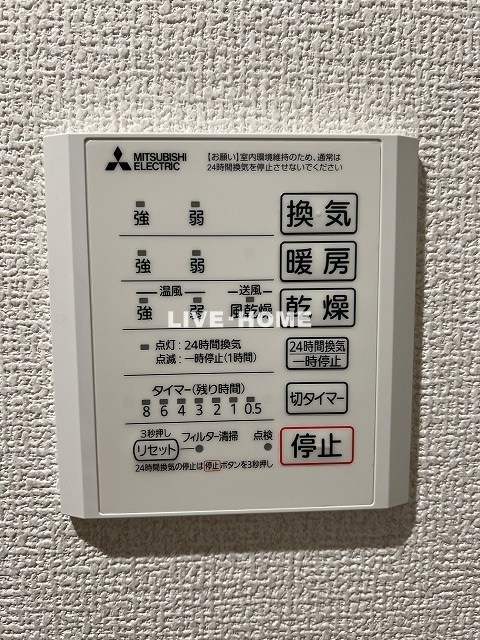 MITSUBISHI
ELECTRIC
【お願い】室内環境維持のため、通常は
24時間換気を停止させないでください
強 弱 換気
強 弱 暖房
温風 送風
強 弱 風乾燥 乾燥
LIVE HOME
点灯:24時間換気
点滅:一時停止(1時間)
24時間換気
一時停止
タイマー(残り時間)
8 6 4 3 2 1 0.5
切タイマー
3秒押し
リセット フィルター清掃 点検
停止
24時間換気の停止は停止ボタンを3秒押し